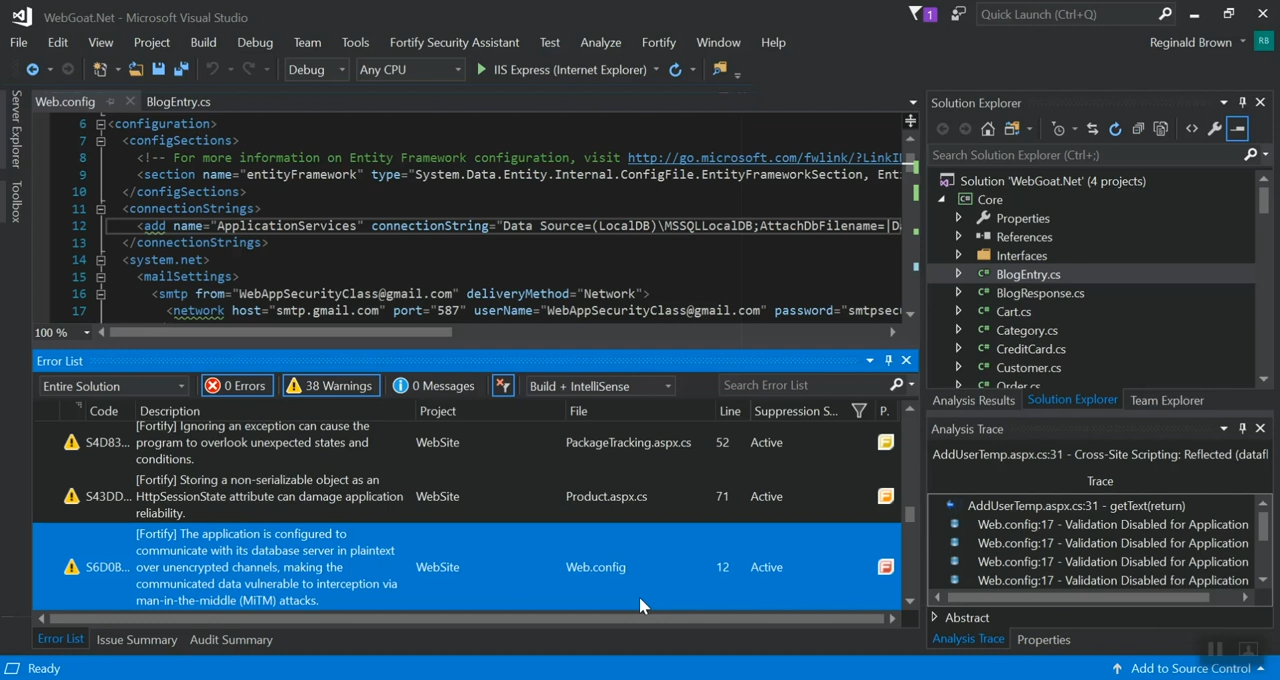 WebGoat.Net - Microsoft Visual Studio
1
Quick Launch (Ctrl+Q)
File Edit View Project Build Debug Team Tools Fortify Security Assistant Test Analyze Fortify Window Help
Reginald Brown RB
Debug Any CPU IIS Express (Internet Explorer)
Server Explorer
Toolbox
Web.config BlogEntry.cs
6 <configuration>
7 <configSections>
8 <!-- For more information on Entity Framework configuration, visit http://go.microsoft.com/fwlink/?LinkI
9 <section name="entityFramework" type="System.Data.Entity.Internal.ConfigFile.EntityFrameworkSection, Enti
10 </configSections>
11 <connectionStrings>
12 <add name="ApplicationServices" connectionString="Data Source=(LocalDB)\MSSQLLocalDB;AttachDbFilename=|Da
13 </connectionStrings>
14 <system.net>
15 <mailSettings>
16 <smtp from="WebAppSecurityClass@gmail.com" deliveryMethod="Network">
17 <network host="smtp.gmail.com" port="587" userName="WebAppSecurityClass@gmail.com" password="smtpsec
100 %
Error List
Entire Solution 0 Errors 38 Warnings 0 Messages Build + IntelliSense Search Error List
Code Description Project File Line Suppression S... P.
[Fortify] Ignoring an exception can cause the
S4D83... program to overlook unexpected states and WebSite PackageTracking.aspx.cs 52 Active
conditions.
[Fortify] Storing a non-serializable object as an
S43DD... HttpSessionState attribute can damage application WebSite Product.aspx.cs 71 Active
reliability.
[Fortify] The application is configured to
communicate with its database server in plaintext
S6D0B... over unencrypted channels, making the WebSite Web.config 12 Active
communicated data vulnerable to interception via
man-in-the-middle (MiTM) attacks.
Error List Issue Summary Audit Summary
Solution Explorer
Search Solution Explorer (Ctrl+;)
Solution 'WebGoat.Net' (4 projects)
Core
Properties
References
Interfaces
BlogEntry.cs
BlogResponse.cs
Cart.cs
Category.cs
CreditCard.cs
Customer.cs
Order.cs
Analysis Results Solution Explorer Team Explorer
Analysis Trace
AddUserTemp.aspx.cs:31 - Cross-Site Scripting: Reflected (datafl
Trace
AddUserTemp.aspx.cs:31 - getText(return)
Web.config:17 - Validation Disabled for Application
Web.config:17 - Validation Disabled for Application
Web.config:17 - Validation Disabled for Application
Web.config:17 - Validation Disabled for Application
Abstract
Analysis Trace Properties
Ready
Add to Source Control